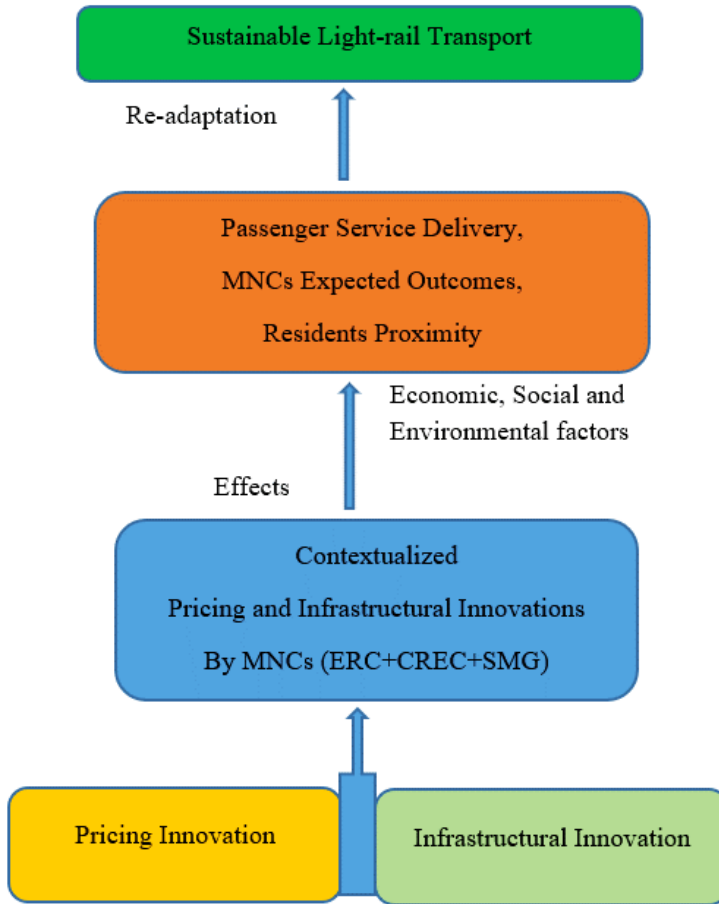 Sustainable Light-rail Transport
Re-adaptation
Passenger Service Delivery,
MNCs Expected Outcomes,
Residents Proximity
Economic, Social and
Environmental factors
Effects
Contextualized
Pricing and Infrastructural Innovations
By MNCs (ERC+CREC+SMG)
Pricing Innovation
Infrastructural Innovation